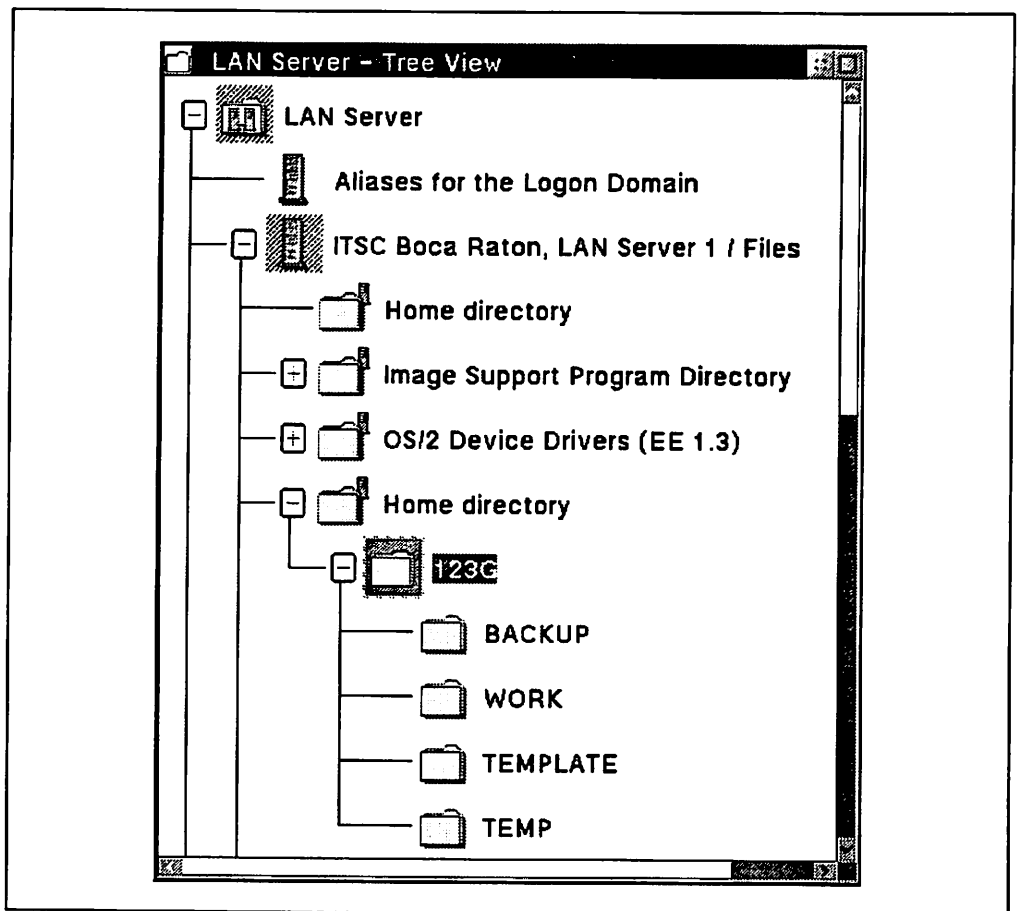 LAN Server - Tree View
LAN Server
Aliases for the Logon Domain
ITSC Boca Raton, LAN Server 1 / Files
Home directory
Image Support Program Directory
OS/2 Device Drivers (EE 1.3)
Home directory
123G
BACKUP
WORK
TEMPLATE
TEMP